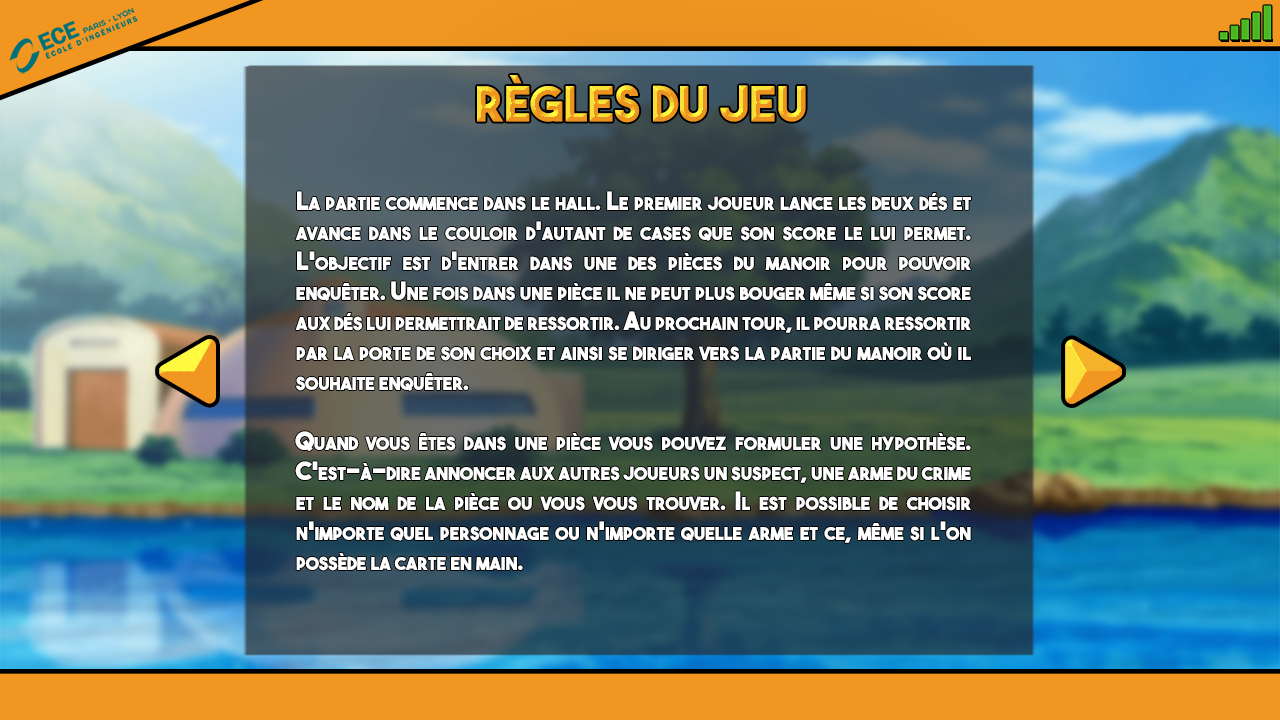 ECE PARIS - LYON
ÉCOLE D'INGÉNIEURS
RÈGLES DU JEU
La partie commence dans le hall. Le premier joueur lance les deux dés et
avance dans le couloir d'autant de cases que son score le lui permet.
L'objectif est d'entrer dans une des pièces du manoir pour pouvoir
enquêter. Une fois dans une pièce il ne peut plus bouger même si son score
aux dés lui permettrait de ressortir. Au prochain tour, il pourra ressortir
par la porte de son choix et ainsi se diriger vers la partie du manoir où il
souhaite enquêter.
Quand vous êtes dans une pièce vous pouvez formuler une hypothèse.
C'est-à-dire annoncer aux autres joueurs un suspect, une arme du crime
et le nom de la pièce ou vous vous trouver. Il est possible de choisir
n'importe quel personnage ou n'importe quelle arme et ce, même si l'on
possède la carte en main.